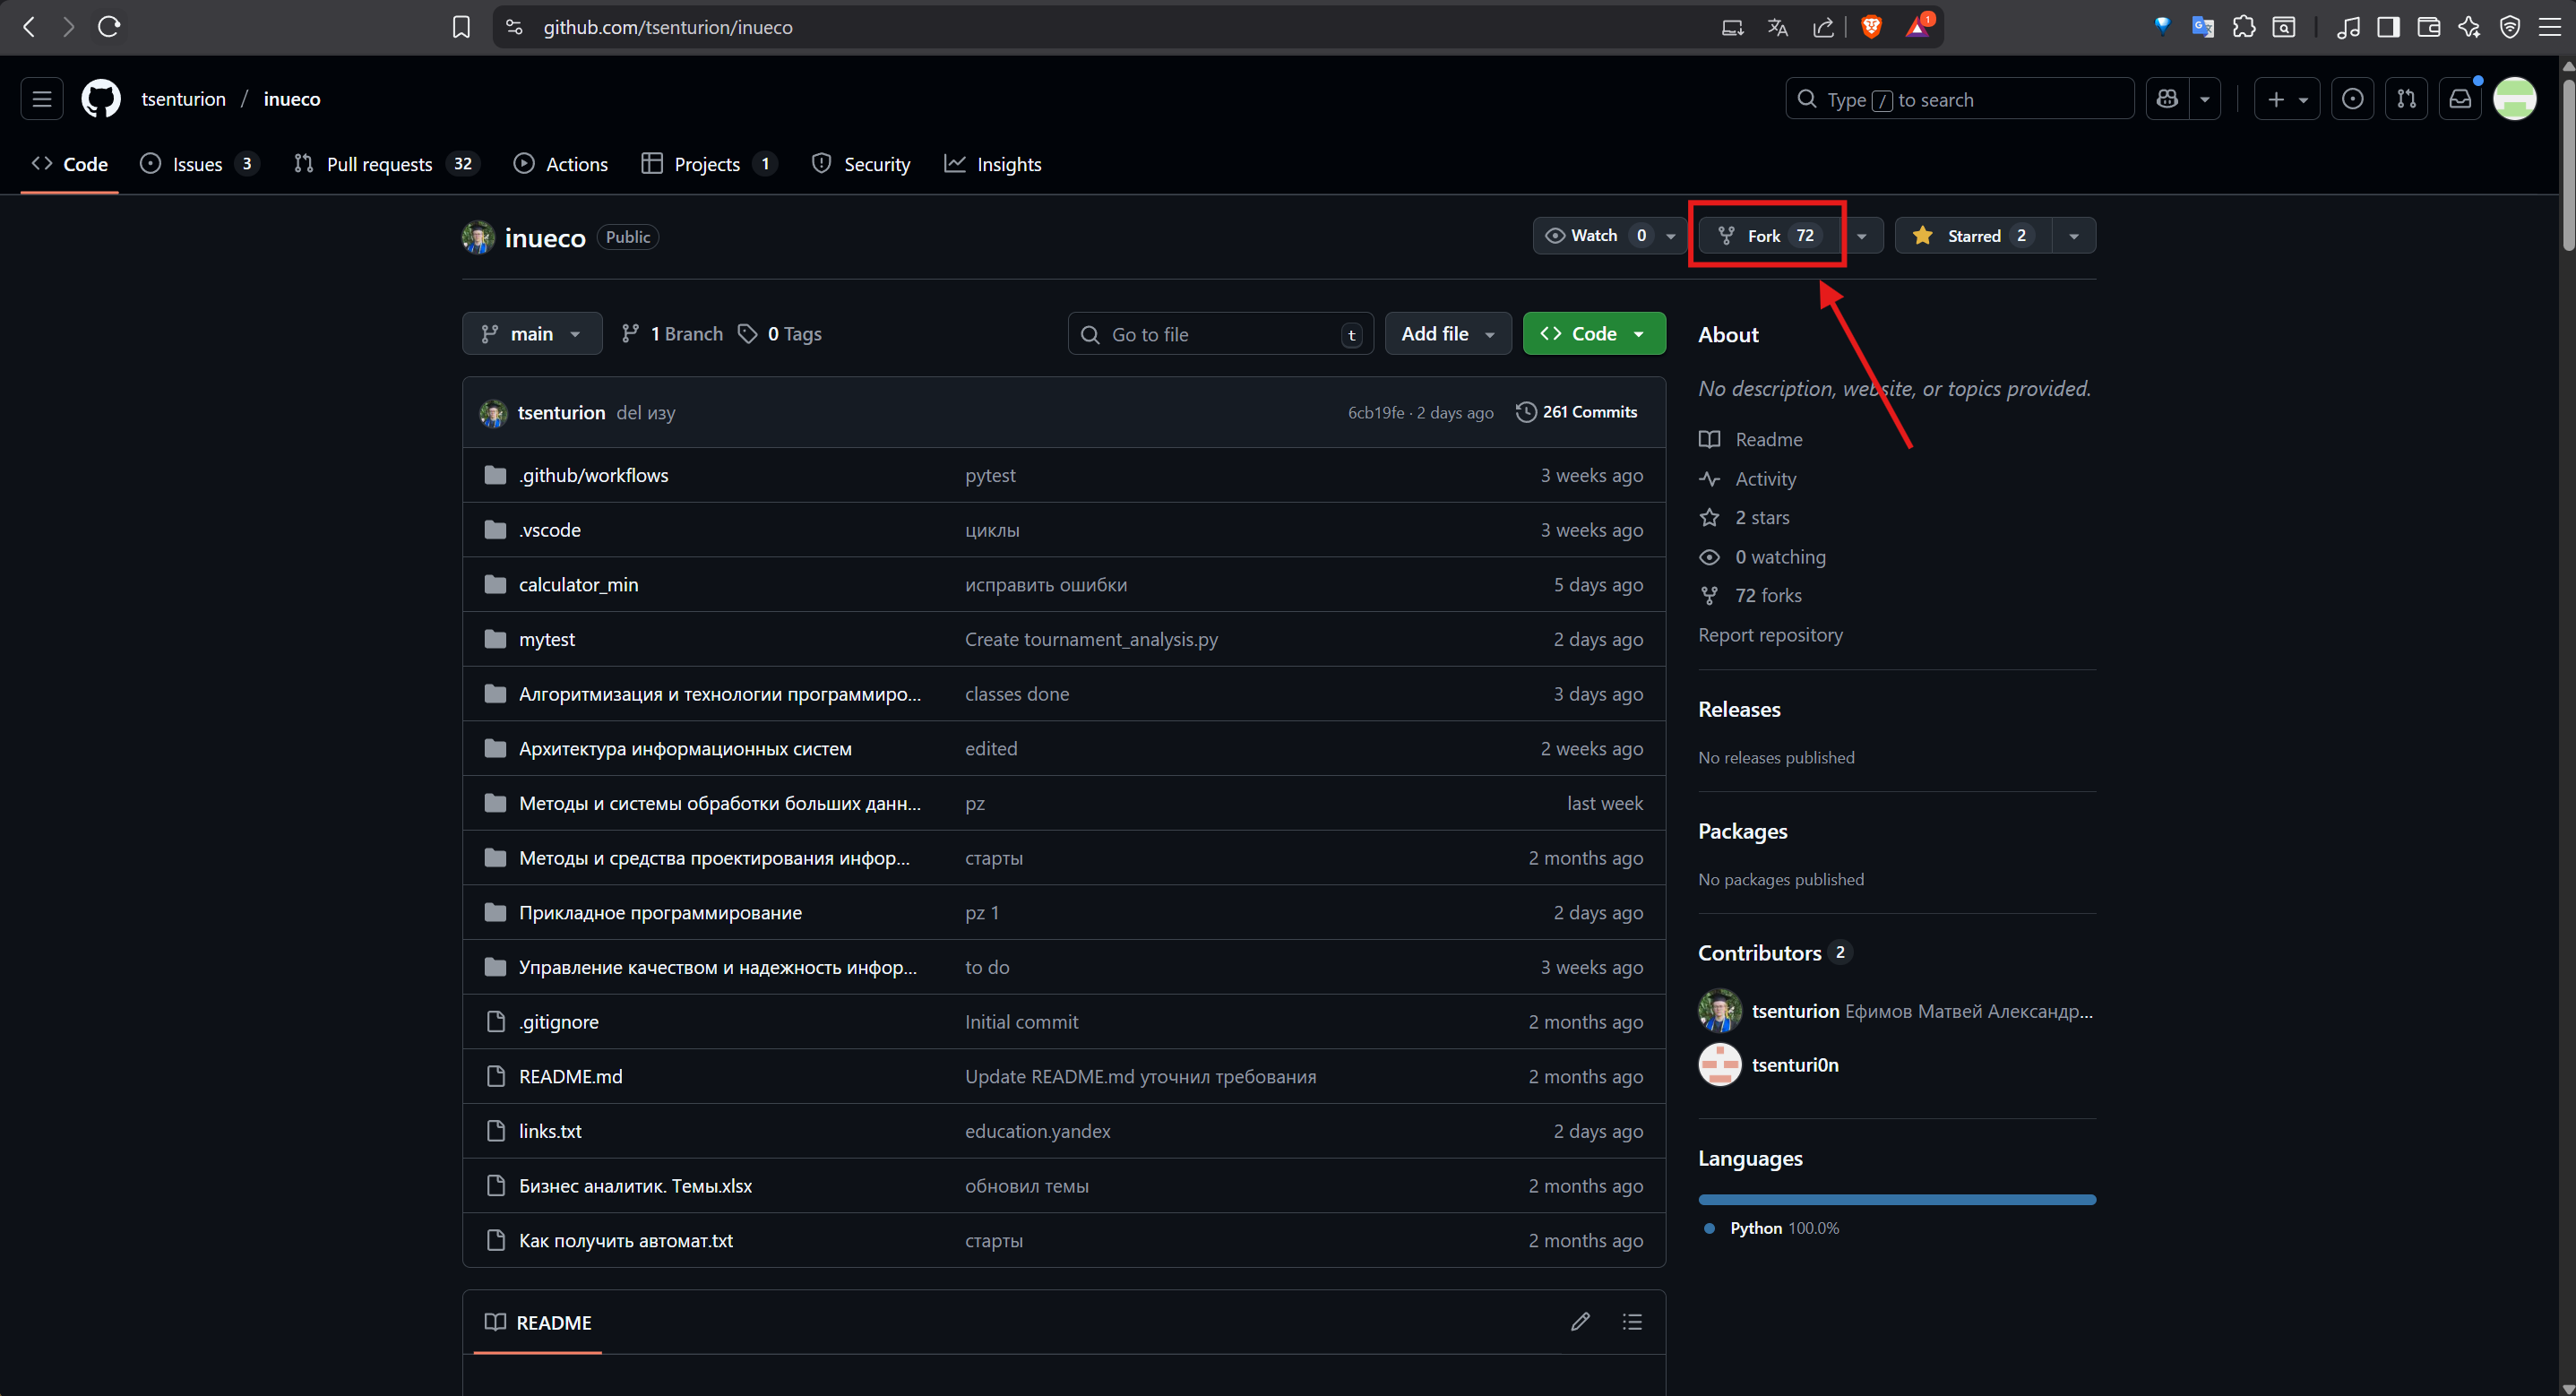 github.com/tsenturion/inueco
1
tsenturion / inueco
Type / to search
Code Issues 3 Pull requests 32 Actions Projects 1 Security Insights
inueco Public
Watch 0 Fork 72 Starred 2
main 1 Branch 0 Tags Go to file t Add file Code
tsenturion del изу 6cb19fe · 2 days ago 261 Commits
.github/workflows pytest 3 weeks ago
.vscode циклы 3 weeks ago
calculator_min исправить ошибки 5 days ago
mytest Create tournament_analysis.py 2 days ago
Алгоритмизация и технологии программиро... classes done 3 days ago
Архитектура информационных систем edited 2 weeks ago
Методы и системы обработки больших данн... pz last week
Методы и средства проектирования инфор... старты 2 months ago
Прикладное программирование pz 1 2 days ago
Управление качеством и надежность инфор... to do 3 weeks ago
.gitignore Initial commit 2 months ago
README.md Update README.md уточнил требования 2 months ago
links.txt education.yandex 2 days ago
Бизнес аналитик. Темы.xlsx обновил темы 2 months ago
Как получить автомат.txt старты 2 months ago
README
About
No description, website, or topics provided.
Readme
Activity
2 stars
0 watching
72 forks
Report repository
Releases
No releases published
Packages
No packages published
Contributors 2
tsenturion Ефимов Матвей Александр...
tsenturi0n
Languages
Python 100.0%